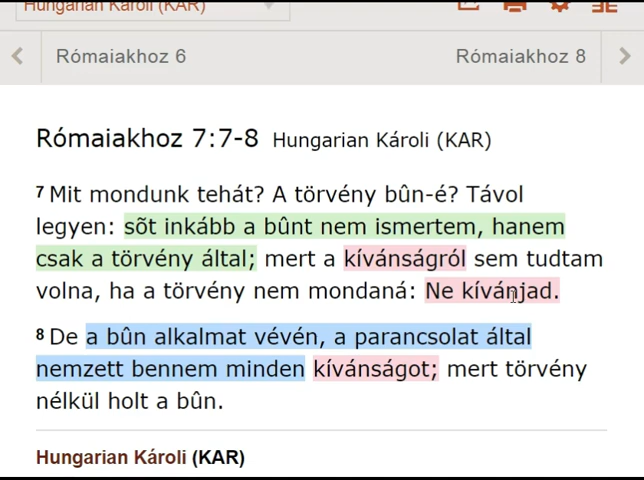 Hungarian Károli (KAR)
Rómaiakhoz 6 Rómaiakhoz 8
Rómaiakhoz 7:7-8 Hungarian Károli (KAR)
7 Mit mondunk tehát? A törvény bûn-é? Távol
legyen: sõt inkább a bûnt nem ismertem, hanem
csak a törvény által; mert a kívánságról sem tudtam
volna, ha a törvény nem mondaná: Ne kívánjad.
8 De a bûn alkalmat vévén, a parancsolat által
nemzett bennem minden kívánságot; mert törvény
nélkül holt a bûn.
Hungarian Károli (KAR)